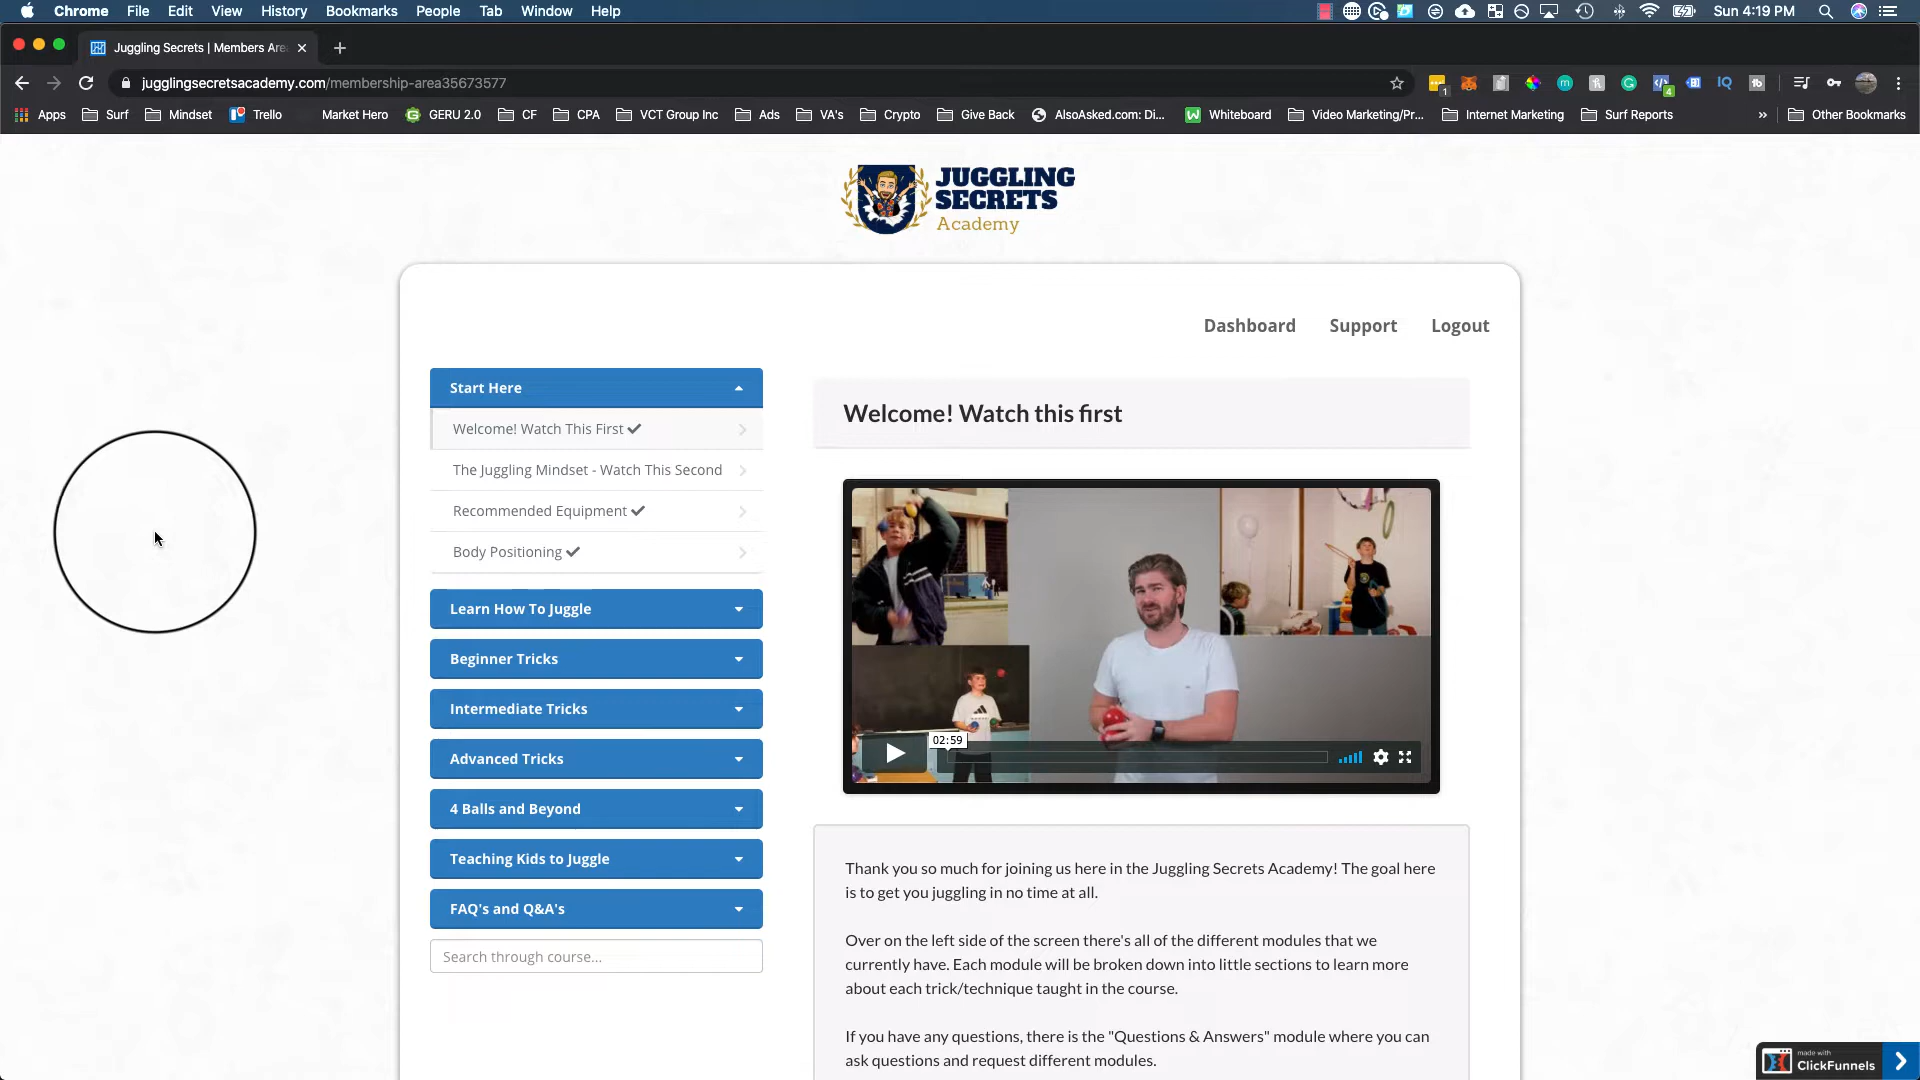 Chrome File Edit View History Bookmarks People Tab Window Help Sun 4:19 PM
Juggling Secrets | Members Are
jugglingsecretsacademy.com/membership-area35673577
Apps Surf Mindset Trello Market Hero GERU 2.0 CF CPA VCT Group Inc Ads VA's Crypto Give Back AlsoAsked.com: Di... Whiteboard Video Marketing/Pr... Internet Marketing Surf Reports » Other Bookmarks
JUGGLING
SECRETS
Academy
Dashboard Support Logout
Start Here
Welcome! Watch This First
The Juggling Mindset - Watch This Second
Recommended Equipment
Body Positioning
Learn How To Juggle
Beginner Tricks
Intermediate Tricks
Advanced Tricks
4 Balls and Beyond
Teaching Kids to Juggle
FAQ's and Q&A's
Search through course...
Welcome! Watch this first
02:59
Thank you so much for joining us here in the Juggling Secrets Academy! The goal here
is to get you juggling in no time at all.
Over on the left side of the screen there's all of the different modules that we
currently have. Each module will be broken down into little sections to learn more
about each trick/technique taught in the course.
If you have any questions, there is the "Questions & Answers" module where you can
ask questions and request different modules.
made with
ClickFunnels